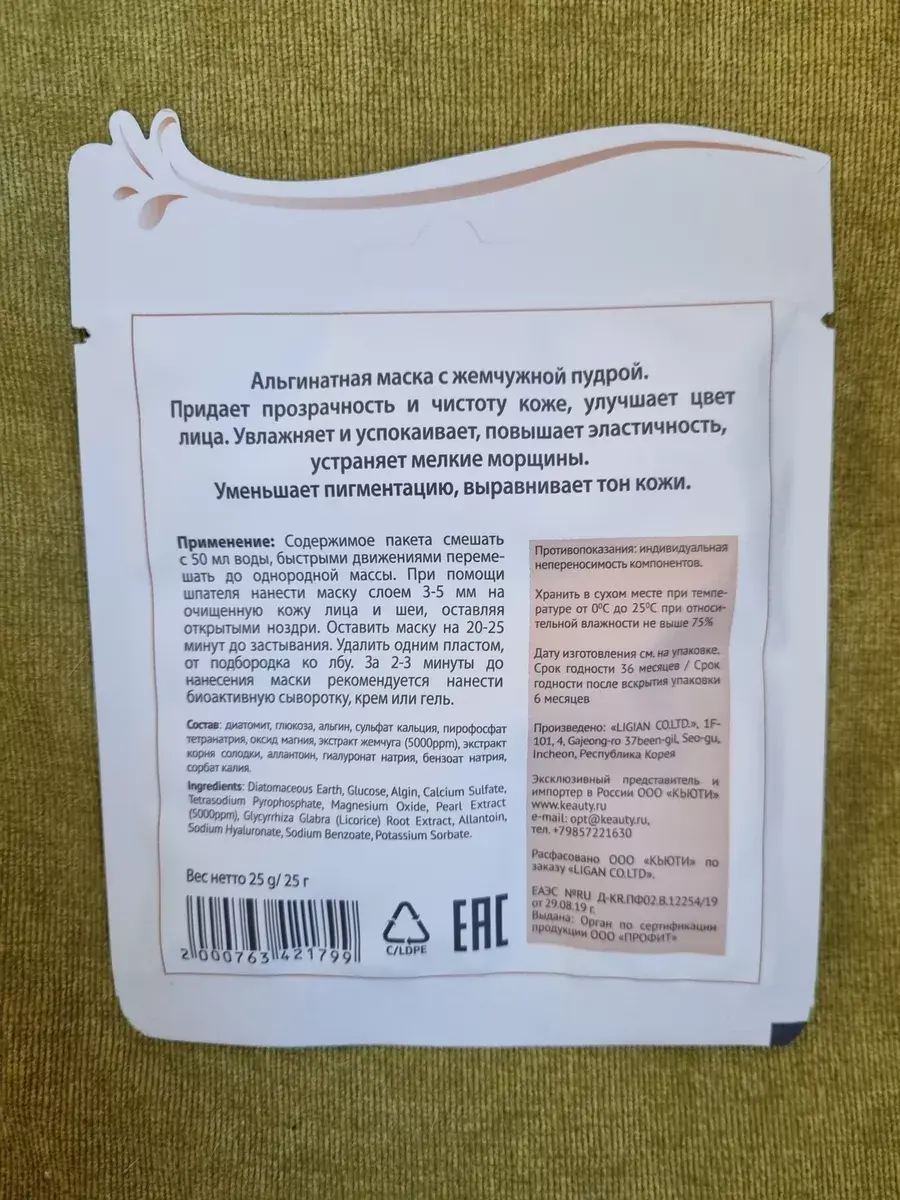 Альгинатная маска с жемчужной пудрой.
Придает прозрачность и чистоту коже, улучшает цвет
лица. Увлажняет и успокаивает, повышает эластичность,
устраняет мелкие морщины.
Уменьшает пигментацию, выравнивает тон кожи.
Применение: Содержимое пакета смешать
с 50 мл воды, быстрыми движениями переме-
шать до однородной массы. При помощи
шпателя нанести маску слоем 3-5 мм на
очищенную кожу лица и шеи, оставляя
открытыми ноздри. Оставить маску на 20-25
минут до застывания. Удалить одним пластом,
от подбородка ко лбу. За 2-3 минуты до
нанесения маски рекомендуется нанести
биоактивную сыворотку, крем или гель.
Состав: диатомит, глюкоза, альгин, сульфат кальция, пирофосфат
тетранатрия, оксид магния, экстракт жемчуга (5000ppm), экстракт
корня солодки, аллантоин, гиалуронат натрия, бензоат натрия,
сорбат калия.
Ingredients: Diatomaceous Earth, Glucose, Algin, Calcium Sulfate,
Tetrasodium Pyrophosphate, Magnesium Oxide, Pearl Extract
(5000ppm), Glycyrrhiza Glabra (Licorice) Root Extract, Allantoin,
Sodium Hyaluronate, Sodium Benzoate, Potassium Sorbate.
Вес нетто 25 g/ 25 г
2 000763 421799
C/LDPE
EAC
Противопоказания: индивидуальная
непереносимость компонентов.
Хранить в сухом месте при темпе-
ратуре от 0⁰С до 25⁰С при относи-
тельной влажности не выше 75%
Дату изготовления см. на упаковке.
Срок годности 36 месяцев / Срок
годности после вскрытия упаковки
6 месяцев
Произведено: «LIGIAN CO.LTD.», 1F-
101, 4, Gajeong-ro 37been-gil, Seo-gu,
Incheon, Республика Корея
Эксклюзивный представитель и
импортер в России ООО «КЬЮТИ»
www.keauty.ru
e-mail: opt@keauty.ru,
тел. +79857221630
Расфасовано ООО «КЬЮТИ» по
заказу «LIGAN CO.LTD».
ЕАЭС №RU Д-KR.ПФ02.В.12254/19
от 29.08.19 г.
Выдана: Орган по сертификации
продукции ООО «ПРОФИТ»